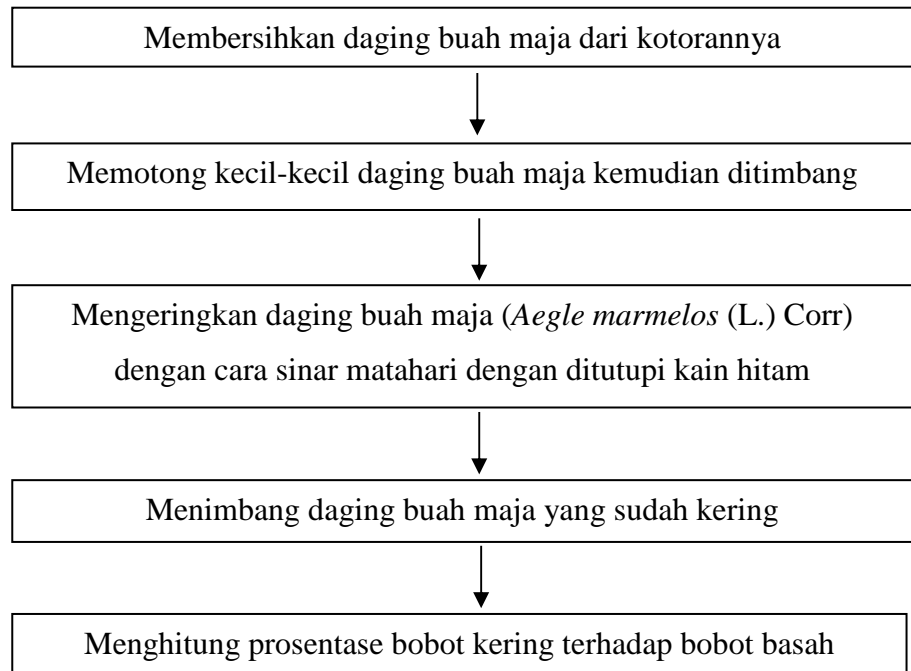 Membersihkan daging buah maja dari kotorannya
Memotong kecil-kecil daging buah maja kemudian ditimbang
Mengeringkan daging buah maja (Aegle marmelos (L.) Corr)
dengan cara sinar matahari dengan ditutupi kain hitam
Menimbang daging buah maja yang sudah kering
Menghitung prosentase bobot kering terhadap bobot basah